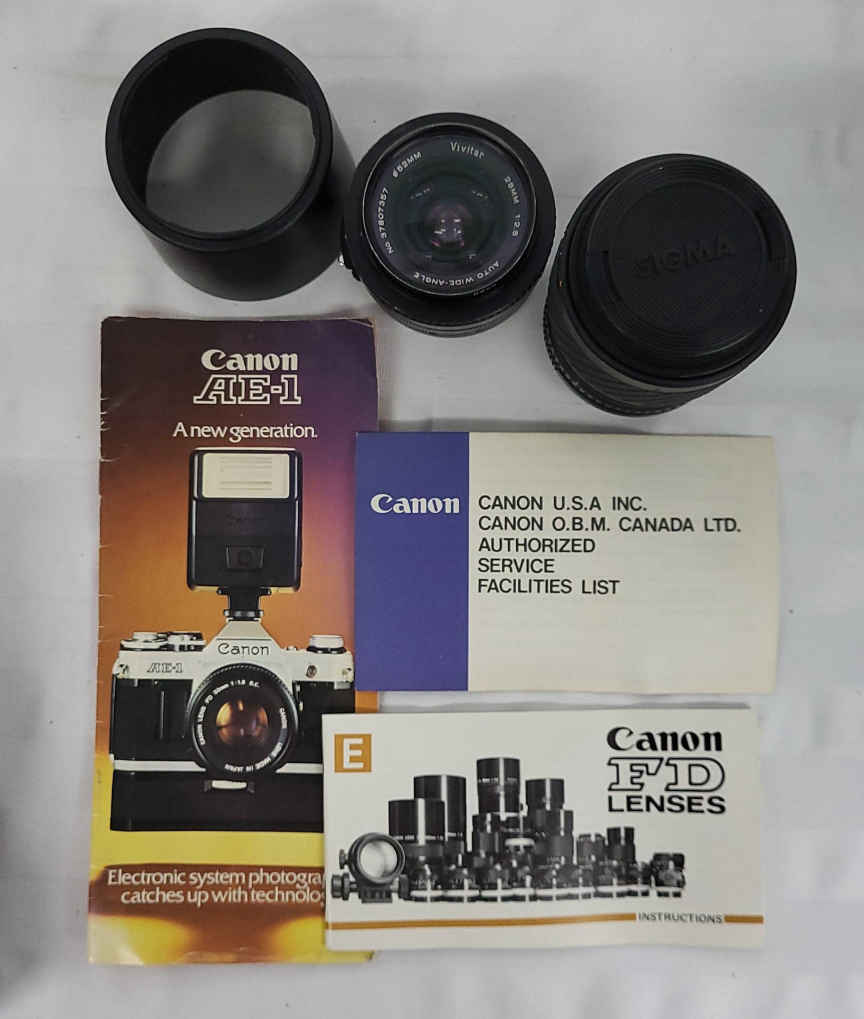 Vivitar 28MM 1:2.8 AUTO WIDE-ANGLE No 37807357 Ø52MM
SIGMA
Canon
AE-1
A new generation.
Canon
AE-1
Electronic system photogra
catches up with technolo
Canon
CANON U.S.A INC.
CANON O.B.M. CANADA LTD.
AUTHORIZED
SERVICE
FACILITIES LIST
E
Canon
FD
LENSES
INSTRUCTIONS